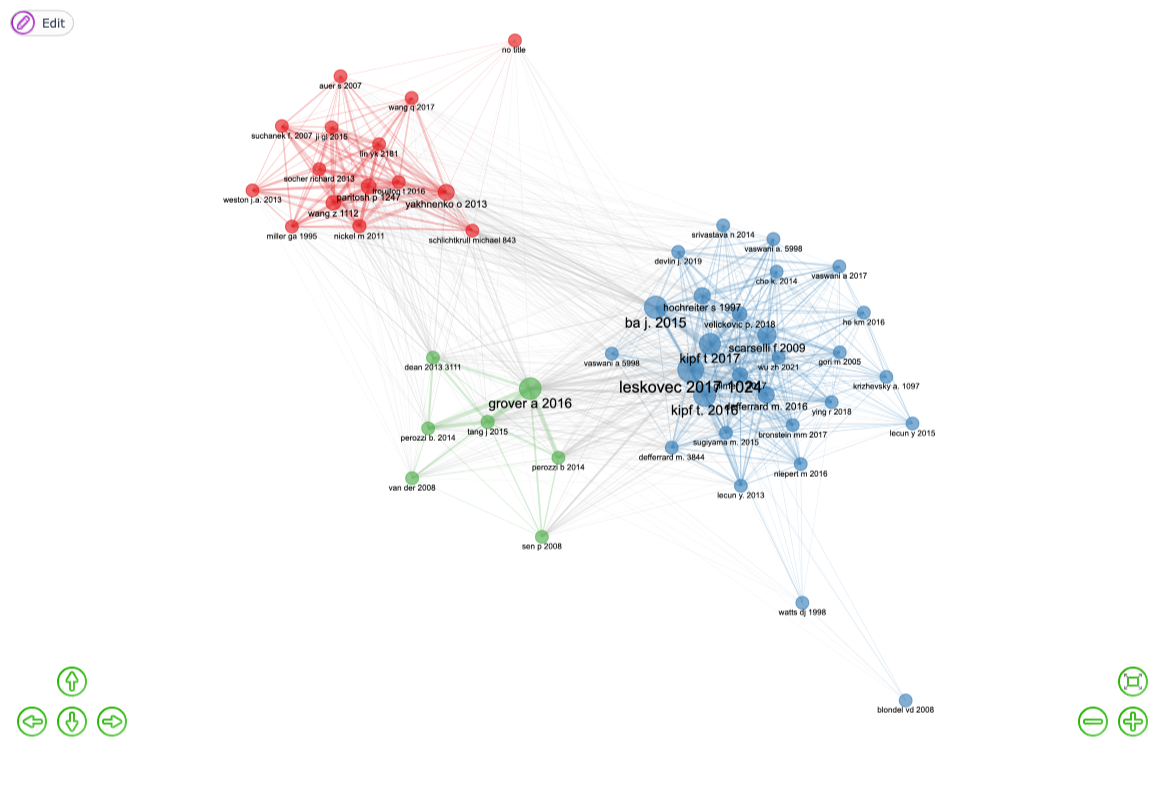 Edit
no title
auer s 2007
wang q 2017
suchanek f. 2007
ji gl 2015
lin yk 2181
socher richard 2013
trouillon t 2016
weston j.a. 2013
paritosh p 1247
yakhnenko o 2013
wang z 1112
miller ga 1995
nickel m 2011
schlichtkrull michael 843
srivastava n 2014
vaswani a. 5998
devlin j. 2019
cho k. 2014
vaswani a 2017
hochreiter s 1997
ba j. 2015
velickovic p. 2018
he km 2016
scarselli f 2009
kipf t 2017
vaswani a 5998
gori m 2005
wu zh 2021
dean 2013 3111
leskovec 2017 1024
krizhevsky a. 1097
grover a 2016
kipf t. 2016
defferrard m. 2016
ying r 2018
tang j 2015
perozzi b. 2014
bronstein mm 2017
lecun y 2015
sugiyama m. 2015
defferrard m. 3844
perozzi b 2014
niepert m 2016
van der 2008
lecun y. 2013
sen p 2008
watts dj 1998
blondel vd 2008